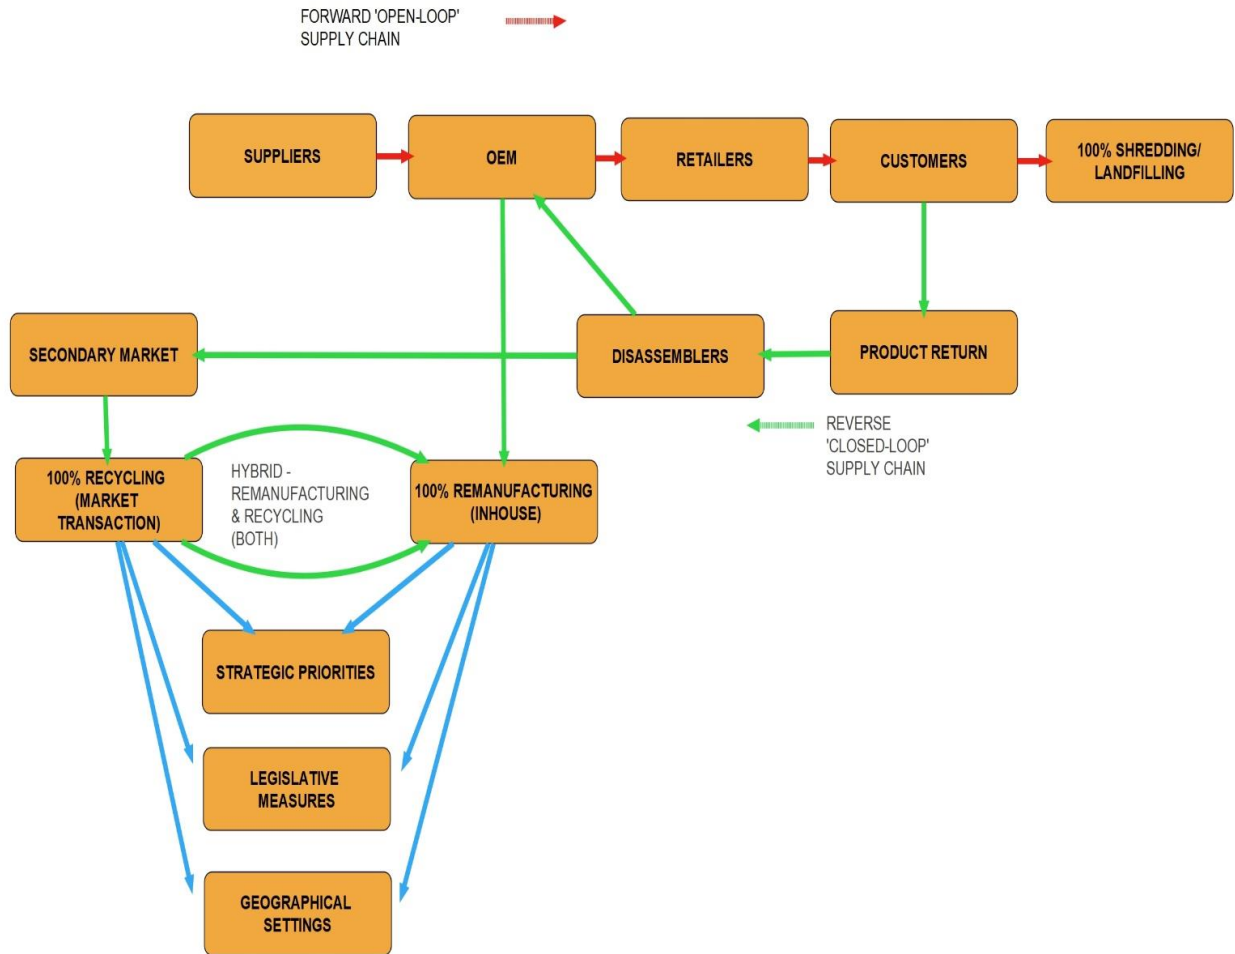 FORWARD 'OPEN-LOOP'
SUPPLY CHAIN
SUPPLIERS
OEM
RETAILERS
CUSTOMERS
100% SHREDDING/
LANDFILLING
SECONDARY MARKET
DISASSEMBLERS
PRODUCT RETURN
REVERSE
'CLOSED-LOOP'
SUPPLY CHAIN
100% RECYCLING
(MARKET
TRANSACTION)
HYBRID -
REMANUFACTURING
& RECYCLING
(BOTH)
100% REMANUFACTURING
(INHOUSE)
STRATEGIC PRIORITIES
LEGISLATIVE
MEASURES
GEOGRAPHICAL
SETTINGS